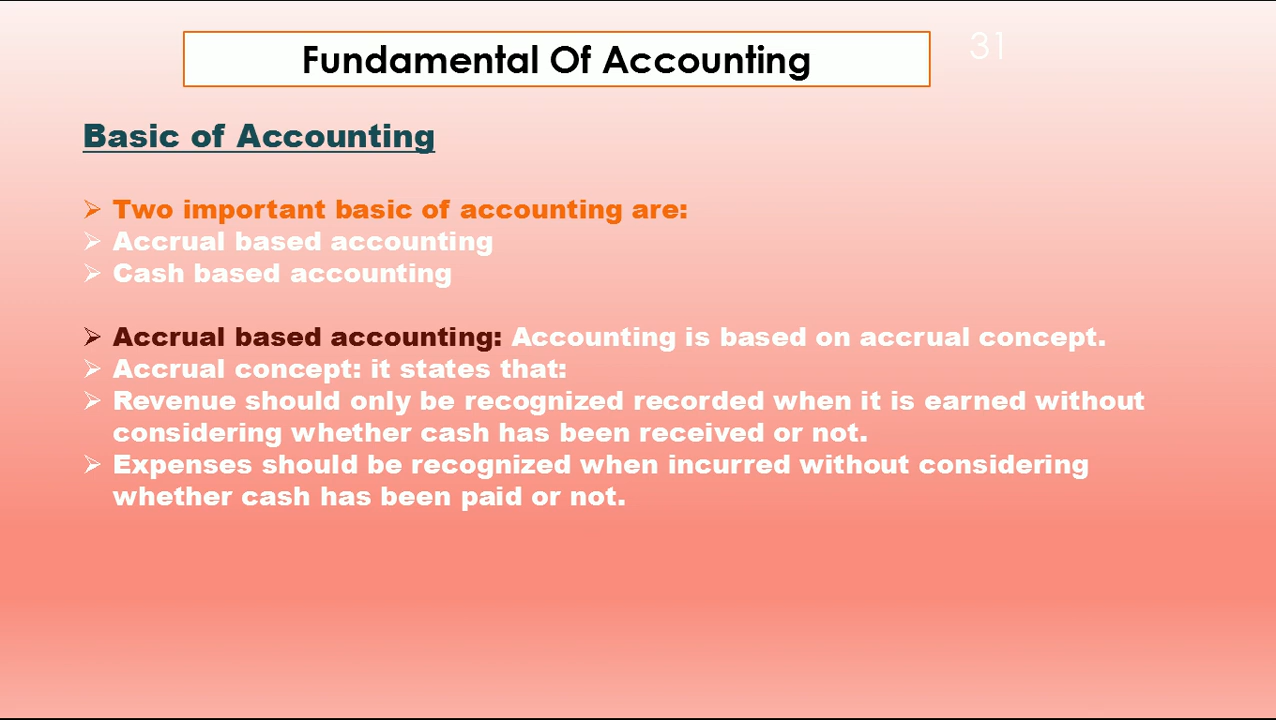 Fundamental Of Accounting
31
Basic of Accounting
Two important basic of accounting are:
Accrual based accounting
Cash based accounting
Accrual based accounting: Accounting is based on accrual concept.
Accrual concept: it states that:
Revenue should only be recognized recorded when it is earned without
considering whether cash has been received or not.
Expenses should be recognized when incurred without considering
whether cash has been paid or not.